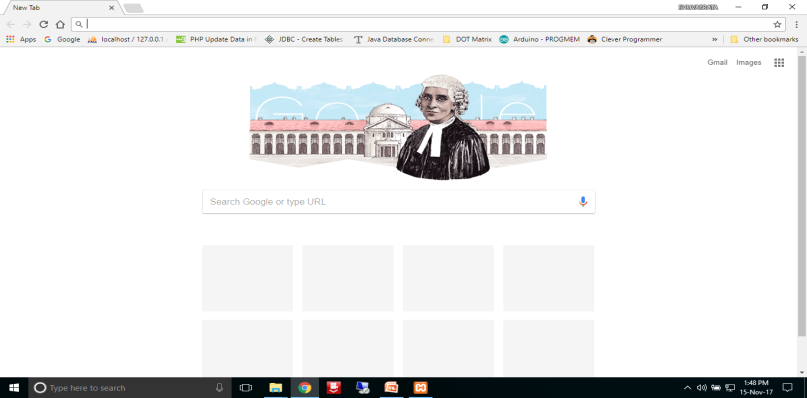 New Tab
Apps Google localhost / 127.0.0.1 PHP Update Data in JDBC - Create Tables Java Database Conne DOT Matrix Arduino - PROGMEM Clever Programmer » Other bookmarks
Gmail Images
Google
Search Google or type URL
Type here to search
1:48 PM
15-Nov-17